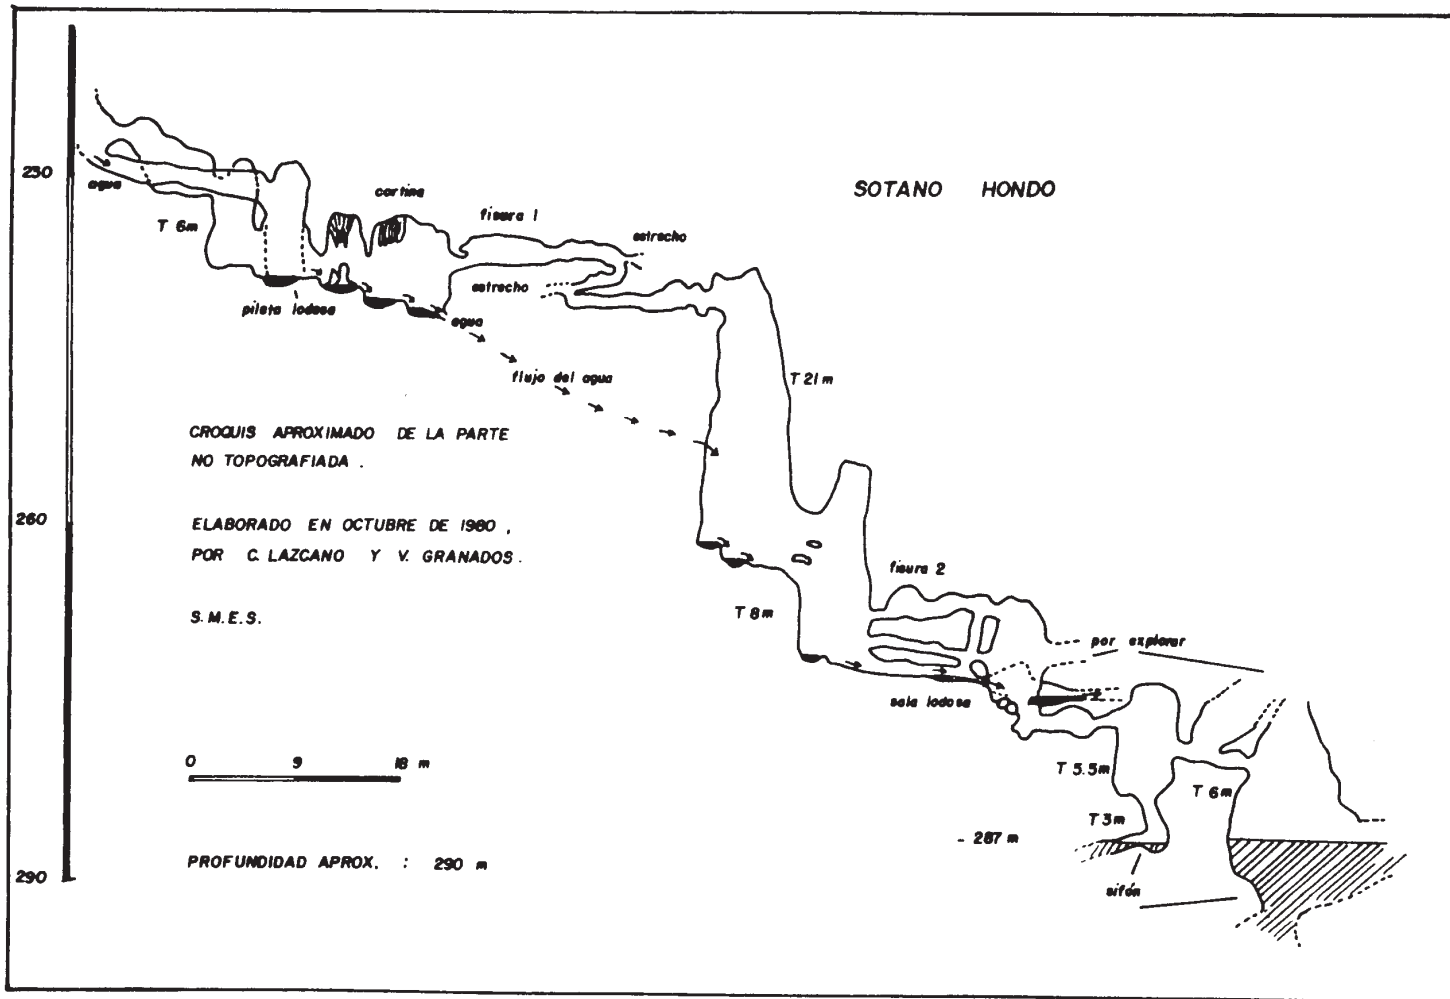 SOTANO HONDO
230
agua
T 6m
cortina
fisura 1
estrecho
estrecho
pileta lodosa
agua
flujo del agua
T 21 m
CROQUIS APROXIMADO DE LA PARTE
NO TOPOGRAFIADA .
260
ELABORADO EN OCTUBRE DE 1980 ,
POR C. LAZCANO Y V. GRANADOS .
S. M. E. S.
T 8 m
fisura 2
por explorar
sala lodosa
0 9 18 m
T 5.5m
T 6m
T 3m
- 287 m
sifón
PROFUNDIDAD APROX. : 290 m
290